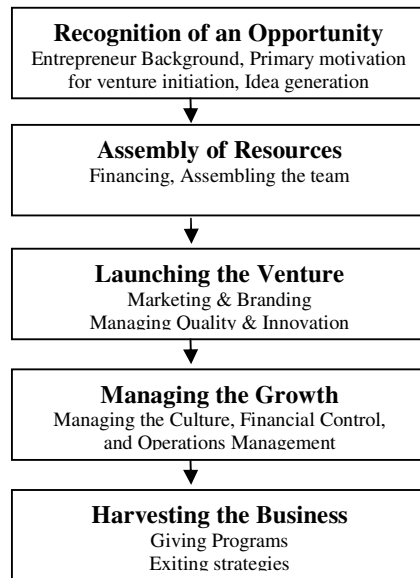 Recognition of an Opportunity
Entrepreneur Background, Primary motivation
for venture initiation, Idea generation
Assembly of Resources
Financing, Assembling the team
Launching the Venture
Marketing & Branding
Managing Quality & Innovation
Managing the Growth
Managing the Culture, Financial Control,
and Operations Management
Harvesting the Business
Giving Programs
Exiting strategies